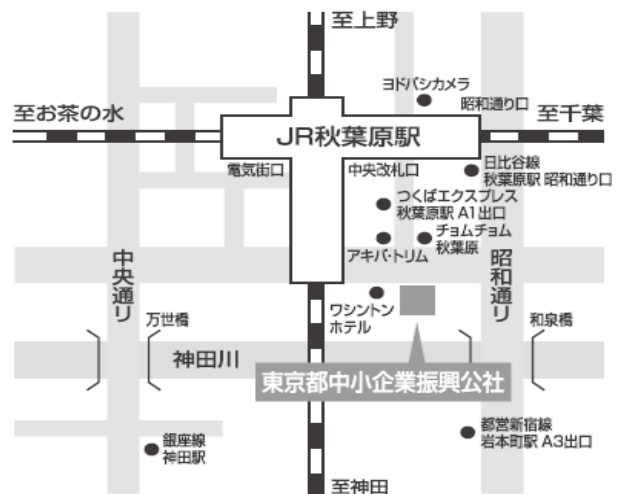 至上野
ヨドバシカメラ
昭和通り口
至お茶の水
至千葉
JR秋葉原駅
電気街口
中央改札口
日比谷線
秋葉原駅 昭和通り口
つくばエクスプレス
秋葉原駅 A1出口
チョムチョム
秋葉原
アキバ・トリム
中央通り
昭和通り
ワシントン
ホテル
万世橋
和泉橋
神田川
東京都中小企業振興公社
銀座線
神田駅
都営新宿線
岩本町駅 A3出口
至神田